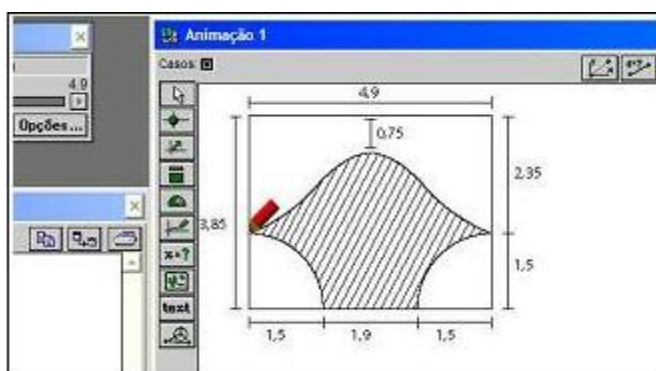 Animação 1
Casos:
4.9
Opções...
4,9
0,75
2,35
3,85
1,5
x=?
text
1,5
1,9
1,5